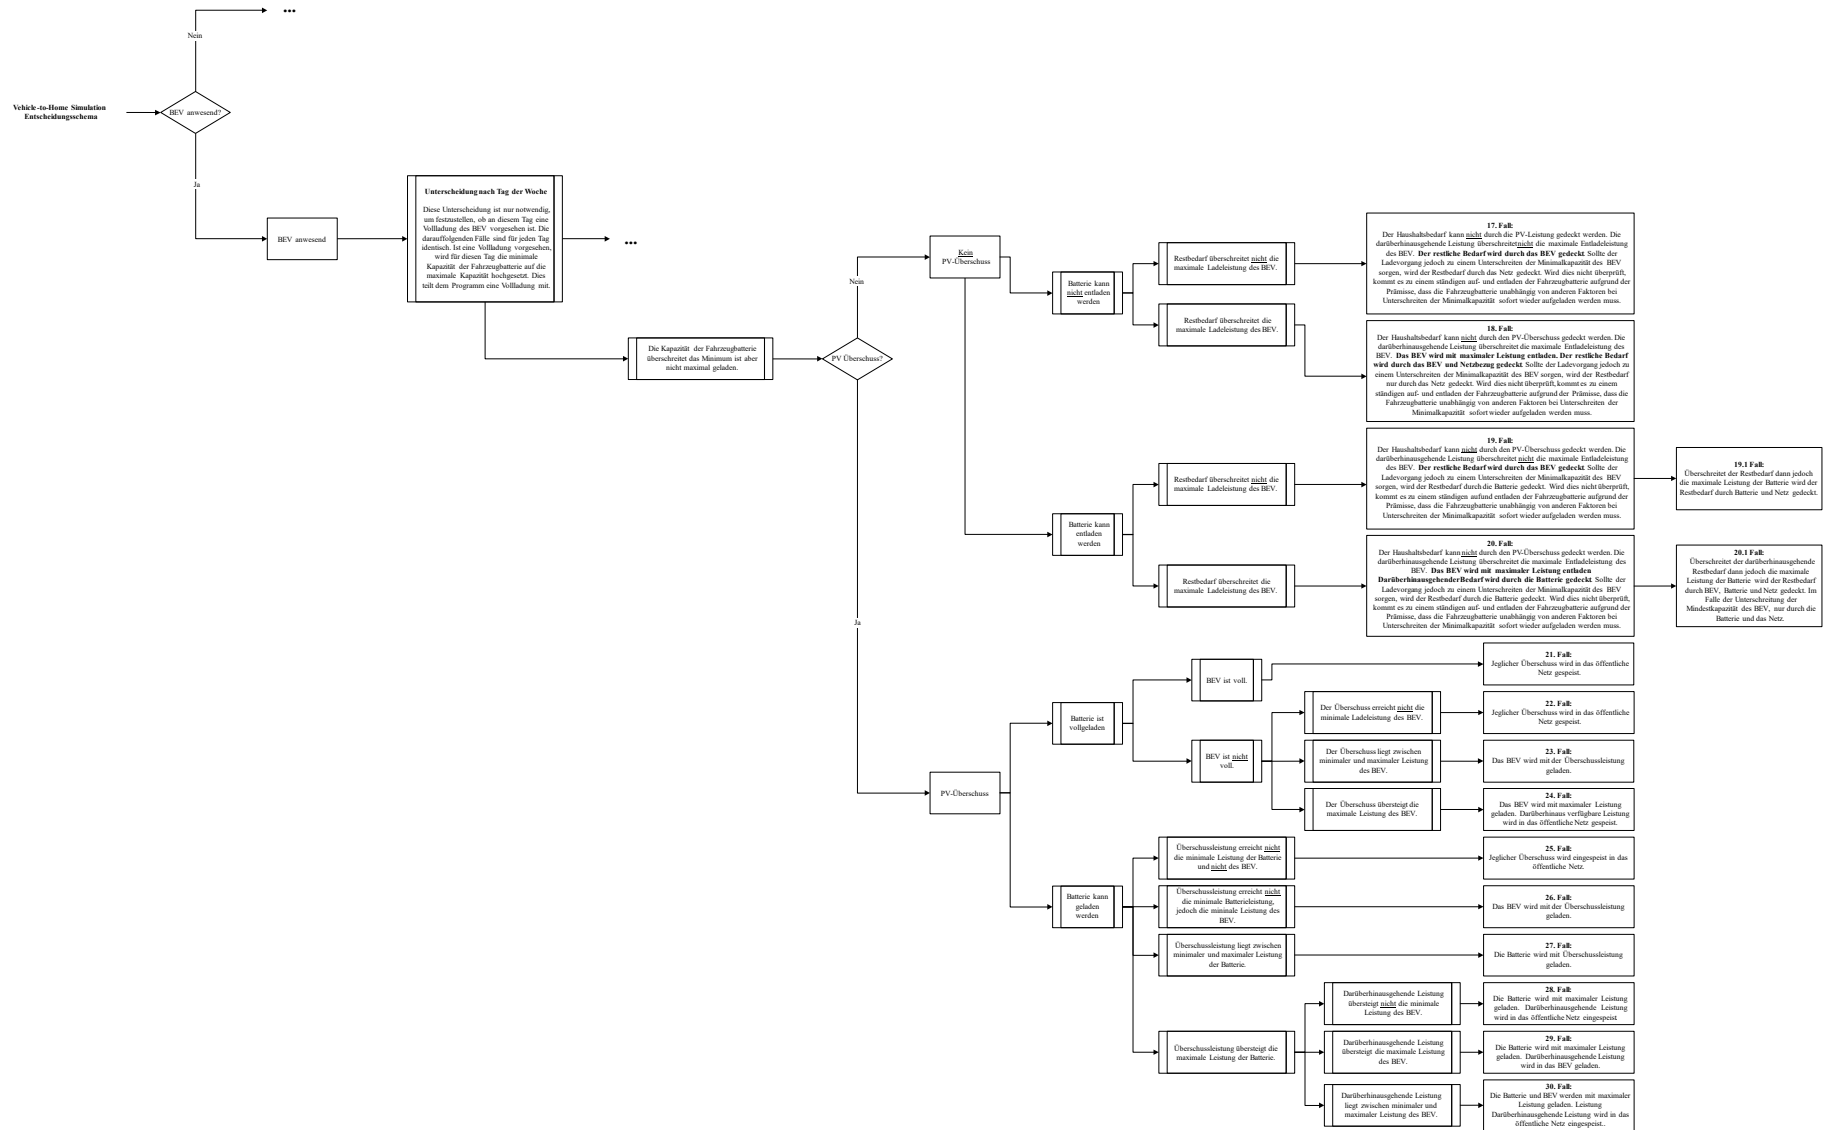 ...
Nein
Vehicle-to-Home Simulation
Entscheidungsschema
BEV anwesend?
Ja
BEV anwesend
Unterscheidung nach Tag der Woche
Diese Unterscheidung ist nur notwendig,
um festzustellen, ob an diesem Tag eine
Vollladung des BEV vorgesehen ist. Die
darauffolgenden Fälle sind für jeden Tag
identisch. Ist eine Vollladung vorgesehen,
wird für diesen Tag die minimale
Kapazität der Fahrzeugbatterie auf die
maximale Kapazität hochgesetzt. Dies
teilt dem Programm eine Vollladung mit.
...
Die Kapazität der Fahrzeugbatterie
überschreitet das Minimum ist aber
nicht maximal geladen.
PV Überschuss?
Nein
Kein
PV-Überschuss
Batterie kann
nicht entladen
werden
Restbedarf überschreitet nicht die
maximale Ladeleistung des BEV.
17. Fall:
Der Haushaltsbedarf kann nicht durch die PV-Leistung gedeckt werden. Die
darüberhinausgehende Leistung überschreitet nicht die maximale Entladeleistung
des BEV. Der restliche Bedarf wird durch das BEV gedeckt. Sollte der
Ladevorgang jedoch zu einem Unterschreiten der Minimalkapazität des BEV
sorgen, wird der Restbedarf durch das Netz gedeckt. Wird dies nicht überprüft,
kommt es zu einem ständigen auf- und entladen der Fahrzeugbatterie aufgrund der
Prämisse, dass die Fahrzeugbatterie unabhängig von anderen Faktoren bei
Unterschreiten der Minimalkapazität sofort wieder aufgeladen werden muss.
Restbedarf überschreitet die
maximale Ladeleistung des BEV.
18. Fall:
Der Haushaltsbedarf kann nicht durch den PV-Überschuss gedeckt werden. Die
darüberhinausgehende Leistung überschreitet die maximale Entladeleistung des
BEV. Das BEV wird mit maximaler Leistung entladen. Der restliche Bedarf
wird durch das BEV und Netzbezug gedeckt. Sollte der Ladevorgang jedoch zu
einem Unterschreiten der Minimalkapazität des BEV sorgen, wird der Restbedarf
nur durch das Netz gedeckt. Wird dies nicht überprüft, kommt es zu einem
ständigen auf- und entladen der Fahrzeugbatterie aufgrund der Prämisse, dass die
Fahrzeugbatterie unabhängig von anderen Faktoren bei Unterschreiten der
Minimalkapazität sofort wieder aufgeladen werden muss.
Batterie kann
entladen
werden
Restbedarf überschreitet nicht die
maximale Ladeleistung des BEV.
19. Fall:
Der Haushaltsbedarf kann nicht durch den PV-Überschuss gedeckt werden. Die
darüberhinausgehende Leistung überschreitet nicht die maximale Entladeleistung
des BEV. Der restliche Bedarf wird durch das BEV gedeckt. Sollte der
Ladevorgang jedoch zu einem Unterschreiten der Minimalkapazität des BEV
sorgen, wird der Restbedarf durch die Batterie gedeckt. Wird dies nicht überprüft,
kommt es zu einem ständigen aufund entladen der Fahrzeugbatterie aufgrund der
Prämisse, dass die Fahrzeugbatterie unabhängig von anderen Faktoren bei
Unterschreiten der Minimalkapazität sofort wieder aufgeladen werden muss.
19.1 Fall:
Überschreitet der Restbedarf dann jedoch
die maximale Leistung der Batterie wird der
Restbedarf durch Batterie und Netz gedeckt.
Restbedarf überschreitet die
maximale Ladeleistung des BEV.
20. Fall:
Der Haushaltsbedarf kann nicht durch den PV-Überschuss gedeckt werden. Die
darüberhinausgehende Leistung überschreitet die maximale Entladeleistung des
BEV. Das BEV wird mit maximaler Leistung entladen
Darüberhinausgehender Bedarf wird durch die Batterie gedeckt. Sollte der
Ladevorgang jedoch zu einem Unterschreiten der Minimalkapazität des BEV
sorgen, wird der Restbedarf durch die Batterie gedeckt. Wird dies nicht überprüft,
kommt es zu einem ständigen auf- und entladen der Fahrzeugbatterie aufgrund der
Prämisse, dass die Fahrzeugbatterie unabhängig von anderen Faktoren bei
Unterschreiten der Minimalkapazität sofort wieder aufgeladen werden muss.
20.1 Fall:
Überschreitet der darüberhinausgehende
Restbedarf dann jedoch die maximale
Leistung der Batterie wird der Restbedarf
durch BEV, Batterie und Netz gedeckt. Im
Falle der Unterschreitung der
Mindestkapazität des BEV, nur durch die
Batterie und das Netz.
Ja
PV-Überschuss
Batterie ist
vollgeladen
BEV ist voll.
21. Fall:
Jeglicher Überschuss wird in das öffentliche
Netz gespeist.
BEV ist nicht
voll.
Der Überschuss erreicht nicht die
minimale Ladeleistung des BEV.
22. Fall:
Jeglicher Überschuss wird in das öffentliche
Netz gespeist.
Der Überschuss liegt zwischen
minimaler und maximaler Leistung
des BEV.
23. Fall:
Das BEV wird mit der Überschussleistung
geladen.
Der Überschuss übersteigt die
maximale Leistung des BEV.
24. Fall:
Das BEV wird mit maximaler Leistung
geladen. Darüberhinaus verfügbare Leistung
wird in das öffentliche Netz gespeist.
Batterie kann
geladen
werden
Überschussleistung erreicht nicht
die minimale Leistung der Batterie
und nicht des BEV.
25. Fall:
Jeglicher Überschuss wird eingespeist in das
öffentliche Netz.
Überschussleistung erreicht nicht
die minimale Batterieleistung,
jedoch die mininale Leistung des
BEV.
26. Fall:
Das BEV wird mit der Überschussleistung
geladen.
Überschussleistung liegt zwischen
minimaler und maximaler Leistung
der Batterie.
27. Fall:
Die Batterie wird mit Überschussleistung
geladen.
Überschussleistung übersteigt die
maximale Leistung der Batterie.
Darüberhinausgehende Leistung
übersteigt nicht die minimale
Leistung des BEV.
28. Fall:
Die Batterie wird mit maximaler Leistung
geladen. Darüberhinausgehende Leistung
wird in das öffentliche Netz eingespeist.
Darüberhinausgehende Leistung
übersteigt die maximale Leistung
des BEV.
29. Fall:
Die Batterie wird mit maximaler Leistung
geladen. Darüberhinausgehende Leistung
wird in das BEV geladen.
Darüberhinausgehende Leistung
liegt zwischen minimaler und
maximaler Leistung des BEV.
30. Fall:
Die Batterie und BEV werden mit maximaler
Leistung geladen. Leistung
Darüberhinausgehende Leistung wird in das
öffentliche Netz eingespeist..